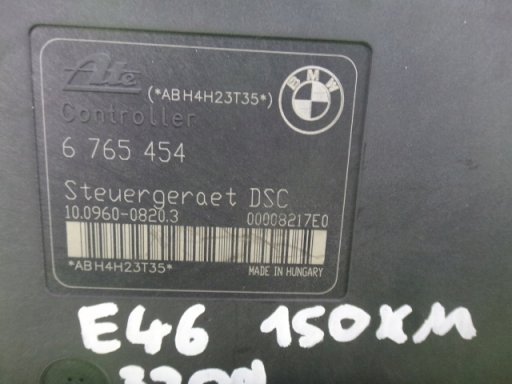 Ate
(*ABH4H23T35*)
BMW
Controller
6 765 454
Steuergeraet DSC
10.0960-0820.3 00008217E0
*ABH4H23T35*
MADE IN HUNGARY
E46 150KM